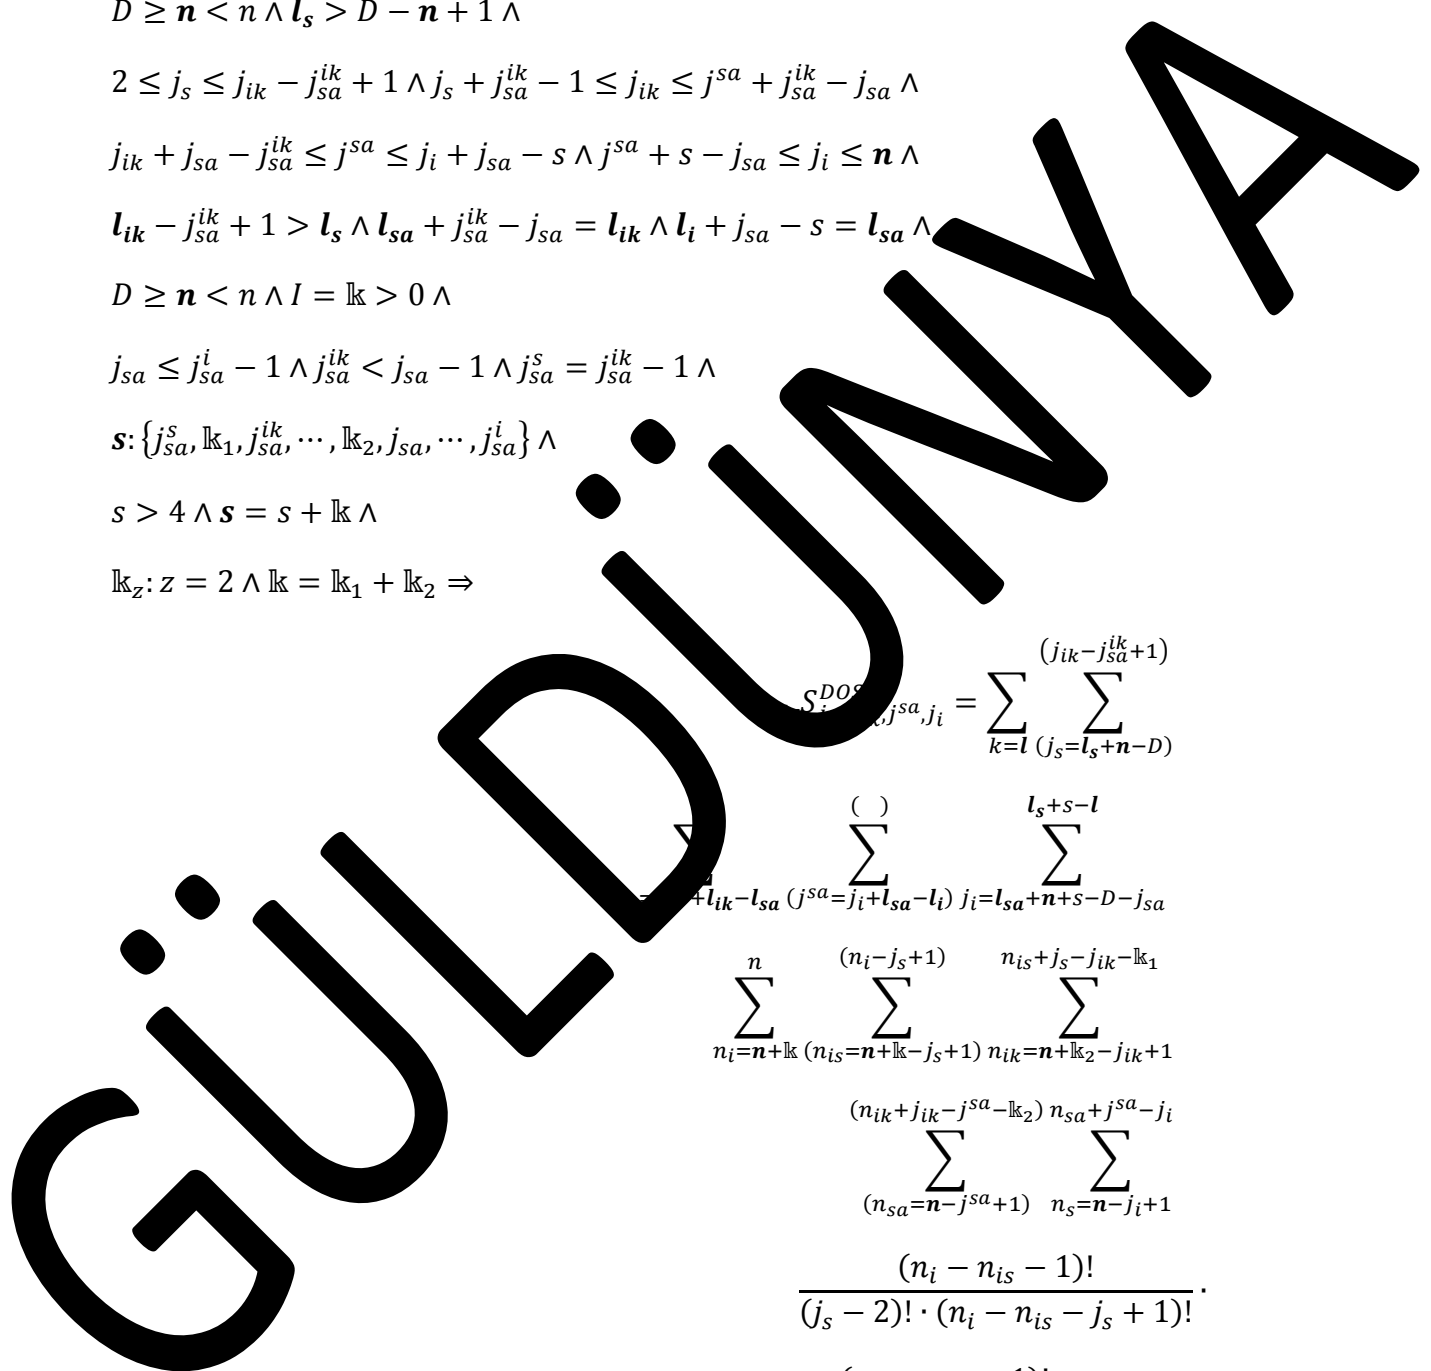 D ≥ 𝒏 < n ∧ 𝒍ₛ > D − 𝒏 + 1 ∧
2 ≤ j_s ≤ j_{ik} − j_{sa}^{ik} + 1 ∧ j_s + j_{sa}^{ik} − 1 ≤ j_{ik} ≤ j^{sa} + j_{sa}^{ik} − j_{sa} ∧
j_{ik} + j_{sa} − j_{sa}^{ik} ≤ j^{sa} ≤ j_i + j_{sa} − s ∧ j^{sa} + s − j_{sa} ≤ j_i ≤ 𝒏 ∧
𝒍_{ik} − j_{sa}^{ik} + 1 > 𝒍_s ∧ 𝒍_{sa} + j_{sa}^{ik} − j_{sa} = 𝒍_{ik} ∧ 𝒍_i + j_{sa} − s = 𝒍_{sa} ∧
D ≥ 𝒏 < n ∧ I = 𝕜 > 0 ∧
j_{sa} ≤ j_{sa}^{i} − 1 ∧ j_{sa}^{ik} < j_{sa} − 1 ∧ j_{sa}^{s} = j_{sa}^{ik} − 1 ∧
𝒔: {j_{sa}^{s}, 𝕜_1, j_{sa}^{ik}, ⋯, 𝕜_2, j_{sa}, ⋯, j_{sa}^{i}} ∧
s > 4 ∧ 𝒔 = s + 𝕜 ∧
𝕜_z: z = 2 ∧ 𝕜 = 𝕜_1 + 𝕜_2 ⇒
S^{DOS}_{j^{sa},j_i} = ∑_{k=𝒍} ∑_{(j_s=𝒍_s+𝒏−D)}^{(j_{ik}−j_{sa}^{ik}+1)}
∑_{+𝒍_{ik}−𝒍_{sa}} ∑_{(j^{sa}=j_i+𝒍_{sa}−𝒍_i)}^{( )} ∑_{j_i=𝒍_{sa}+𝒏+s−D−j_{sa}}^{𝒍_s+s−𝒍}
∑_{n_i=𝒏+𝕜}^{n} ∑_{(n_{is}=𝒏+𝕜−j_s+1)}^{(n_i−j_s+1)} ∑_{n_{ik}=𝒏+𝕜_2−j_{ik}+1}^{n_{is}+j_s−j_{ik}−𝕜_1}
∑_{(n_{sa}=𝒏−j^{sa}+1)}^{(n_{ik}+j_{ik}−j^{sa}−𝕜_2)} ∑_{n_s=𝒏−j_i+1}^{n_{sa}+j^{sa}−j_i}
(n_i − n_{is} − 1)!
(j_s − 2)! · (n_i − n_{is} − j_s + 1)! ·
GÜLDÜNYA